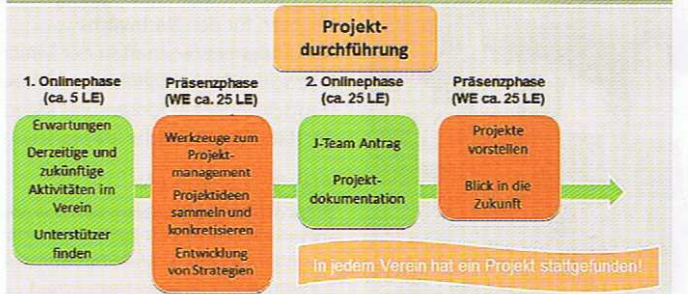 Projekt-
durchführung
1. Onlinephase
(ca. 5 LE)
Präsenzphase
(WE ca. 25 LE)
2. Onlinephase
(ca. 25 LE)
Präsenzphase
(WE ca. 25 LE)
Erwartungen
Derzeitige und
zukünftige
Aktivitäten im
Verein
Unterstützer
finden
Werkzeuge zum
Projekt-
management
Projektideen
sammeln und
konkretisieren
Entwicklung
von Strategien
J-Team Antrag
Projekt-
dokumentation
Projekte
vorstellen
Blick in die
Zukunft
In jedem Verein hat ein Projekt stattgefunden!